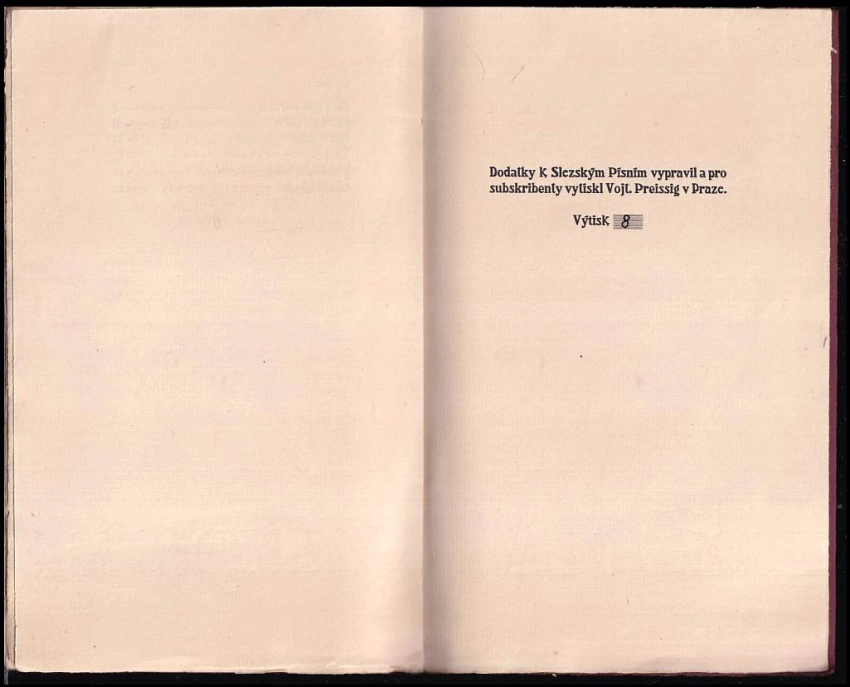 Dodatky k Slezským Písním vypravil a pro
subskribenty vytiskl Vojt. Preissig v Praze.
Výtisk 8